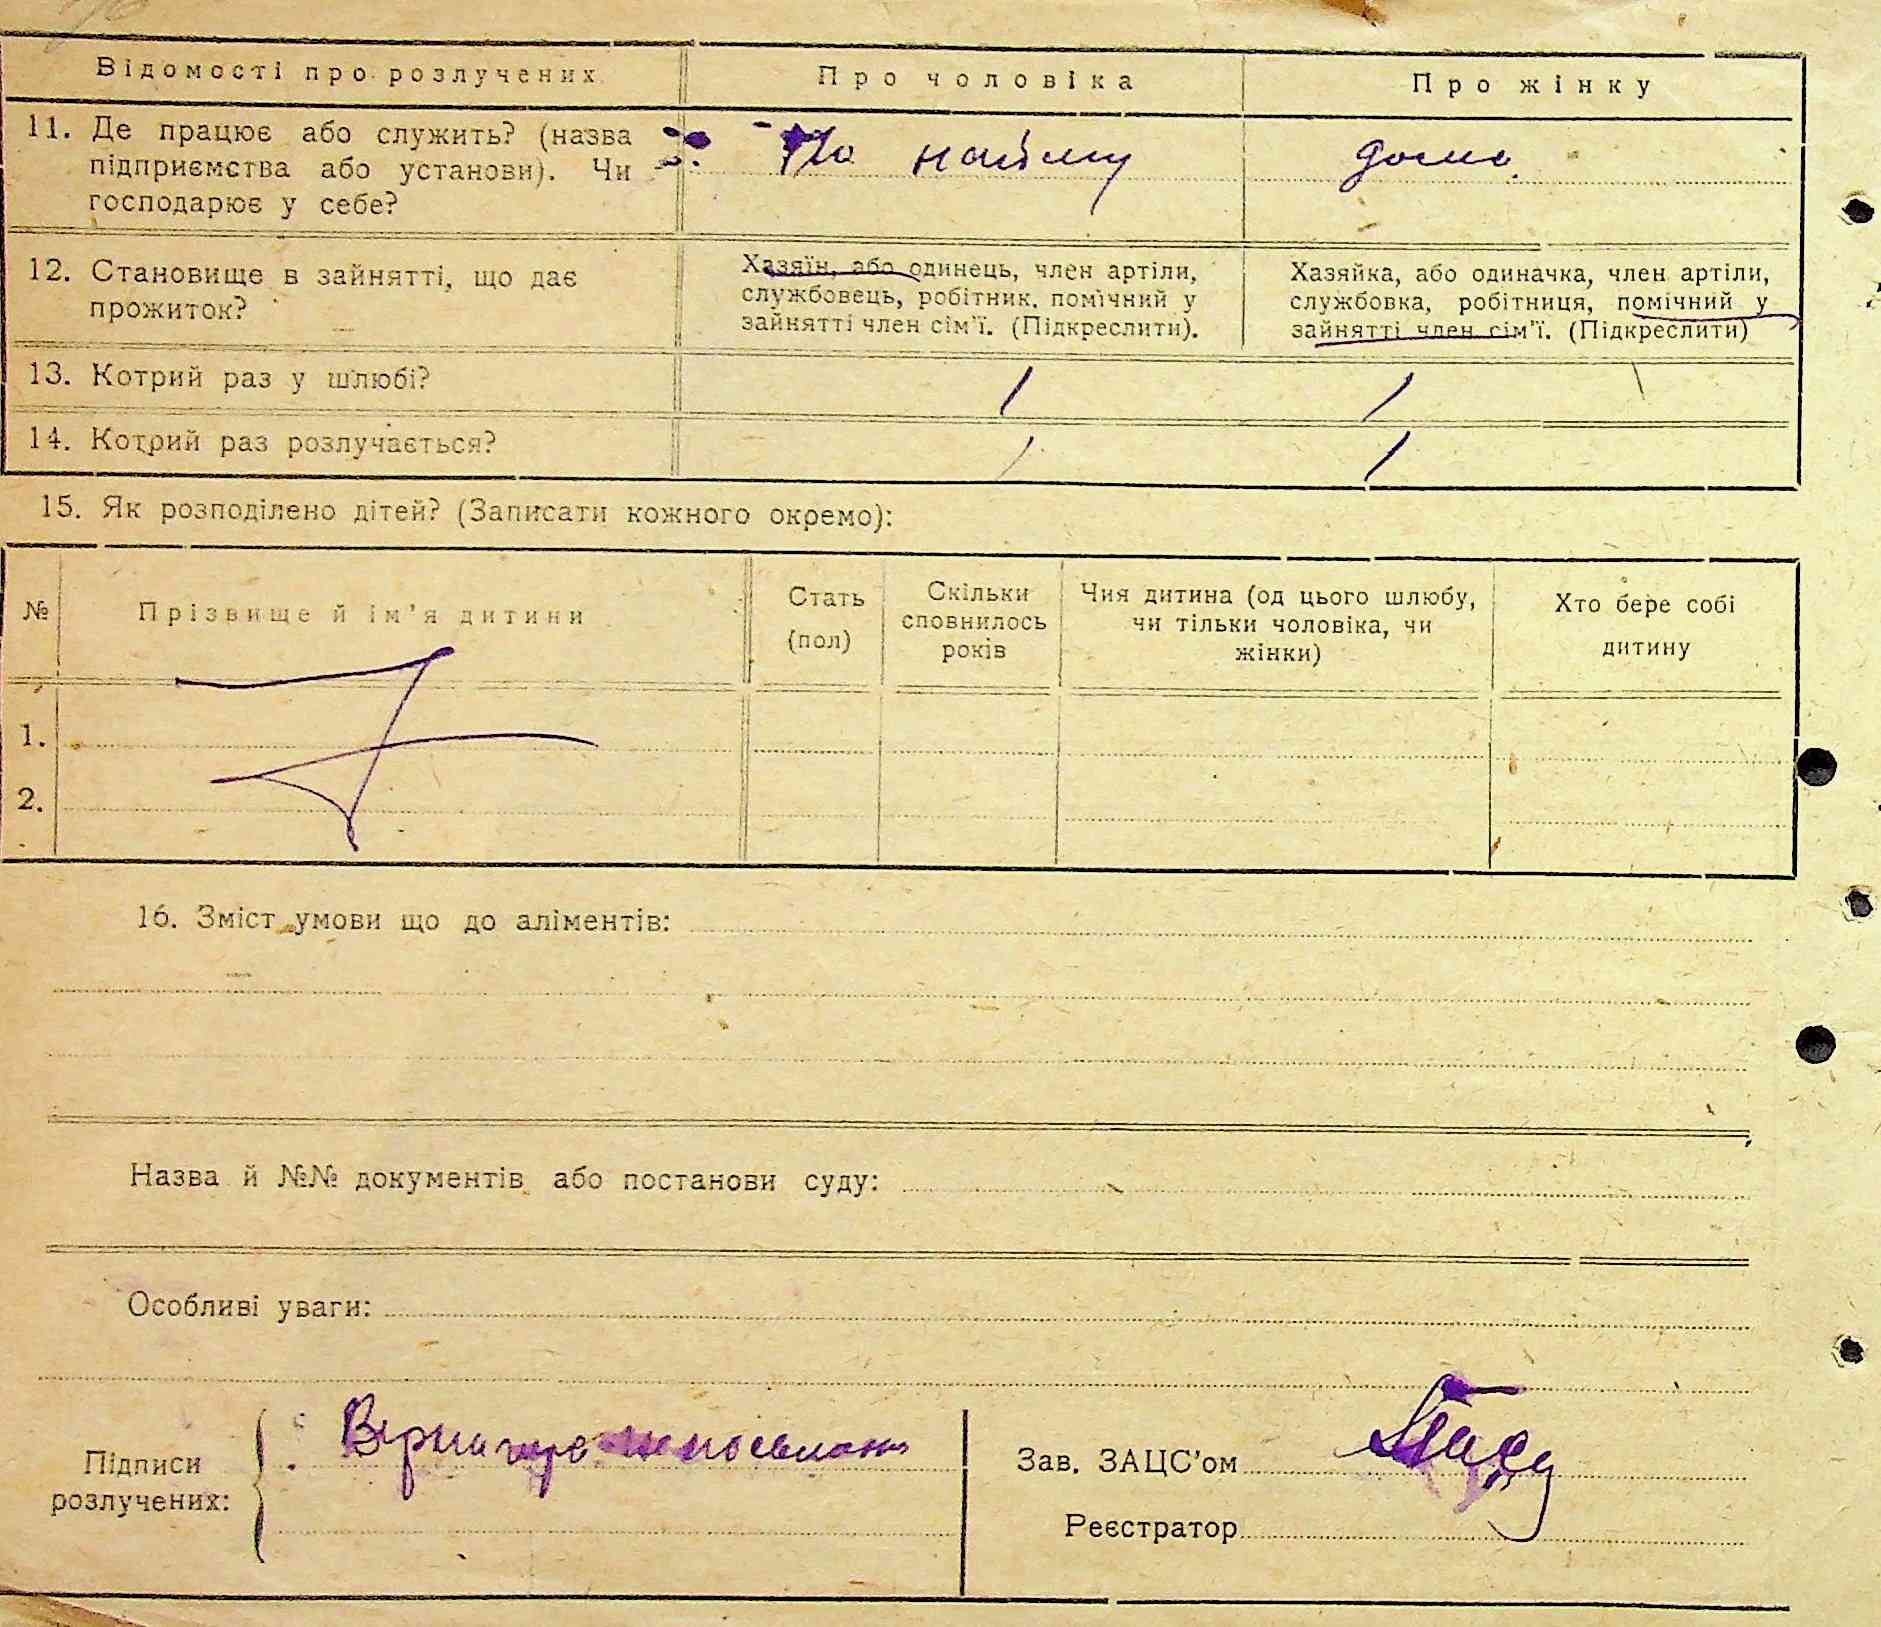 Відомості про розлучених Про чоловіка Про жінку
11. Де працює або служить? (назва
підприємства або установи). Чи
господарює у себе?
По найму дома.
12. Становище в зайнятті, що дає
прожиток?
Хазяїн, або одинець, член артіли,
службовець, робітник, помічний у
зайнятті член сім'ї. (Підкреслити).
Хазяйка, або одиначка, член артіли,
службовка, робітниця, помічний у
зайнятті член сім'ї. (Підкреслити)
13. Котрий раз у шлюбі? 1 1
14. Котрий раз розлучається? 1 1
15. Як розподілено дітей? (Записати кожного окремо):
№
Прізвище й ім'я дитини
Стать
(пол)
Скільки
сповнилось
років
Чия дитина (од цього шлюбу,
чи тільки чоловіка, чи
жінки)
Хто бере собі
дитину
1.
2.
16. Зміст умови що до аліментів:
Назва й №№ документів або постанови суду:
Особливі уваги:
Підписи
розлучених:
Зав. ЗАЦС'ом
Реєстратор